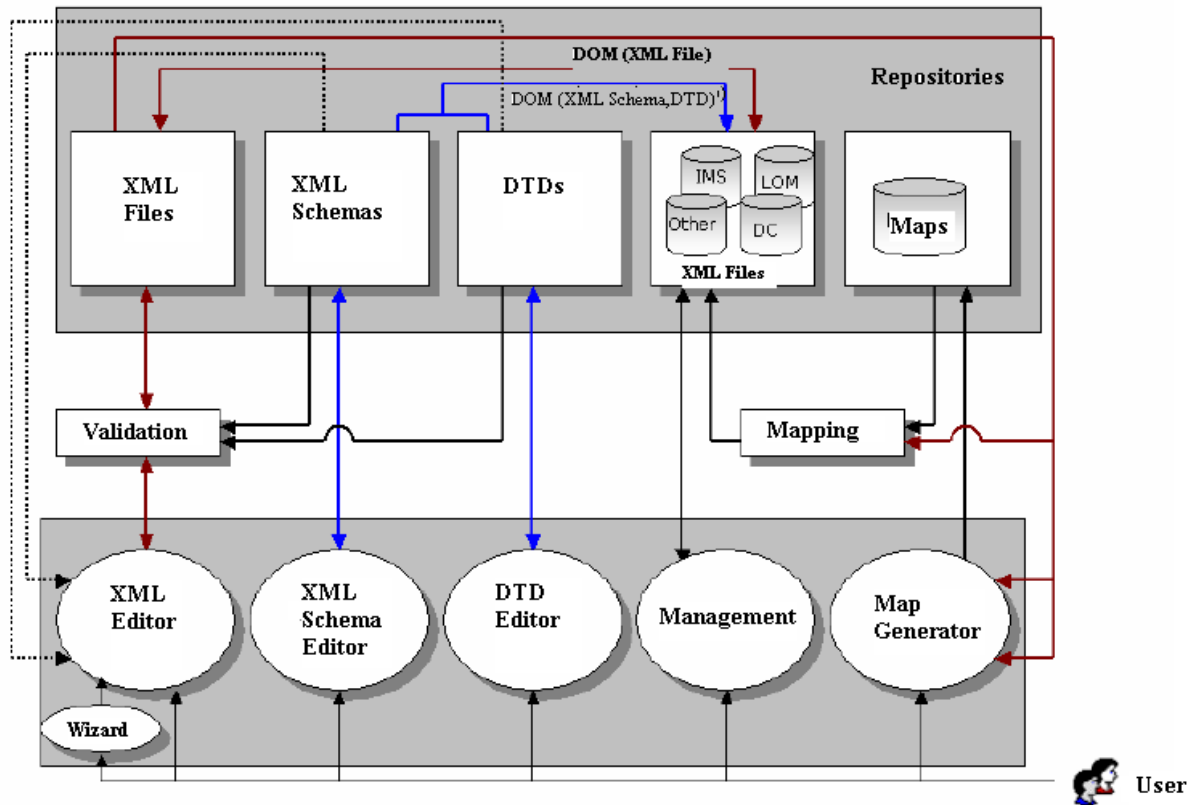 DOM (XML File)
Repositories
DOM (XML Schema,DTD)
XML
Files
XML
Schemas
DTDs
IMS
LOM
Other
DC
XML Files
Maps
Validation
Mapping
XML
Editor
XML
Schema
Editor
DTD
Editor
Management
Map
Generator
Wizard
User